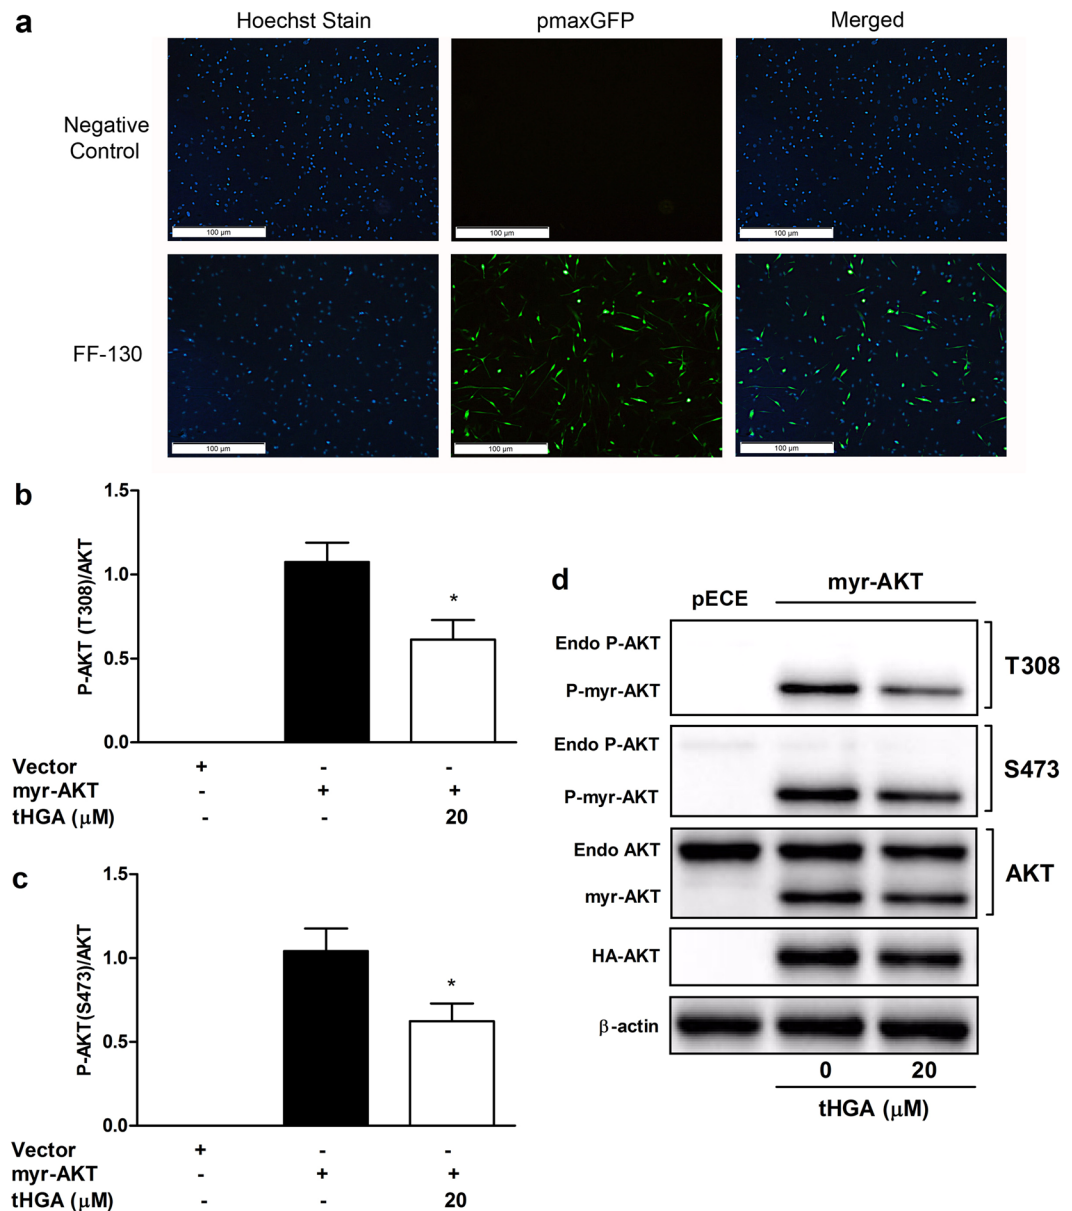 a
Hoechst Stain pmaxGFP Merged
Negative
Control
100 μm 100 μm 100 μm
FF-130
100 μm 100 μm 100 μm
b
P-AKT (T308)/AKT
1.5
1.0
0.5
0.0
Vector + - -
myr-AKT - + +
tHGA (μM) - - 20
*
c
P-AKT(S473)/AKT
1.5
1.0
0.5
0.0
Vector + - -
myr-AKT - + +
tHGA (μM) - - 20
*
d
pECE myr-AKT
Endo P-AKT
P-myr-AKT
T308
Endo P-AKT
P-myr-AKT
S473
Endo AKT
myr-AKT
AKT
HA-AKT
β-actin
0 20
tHGA (μM)